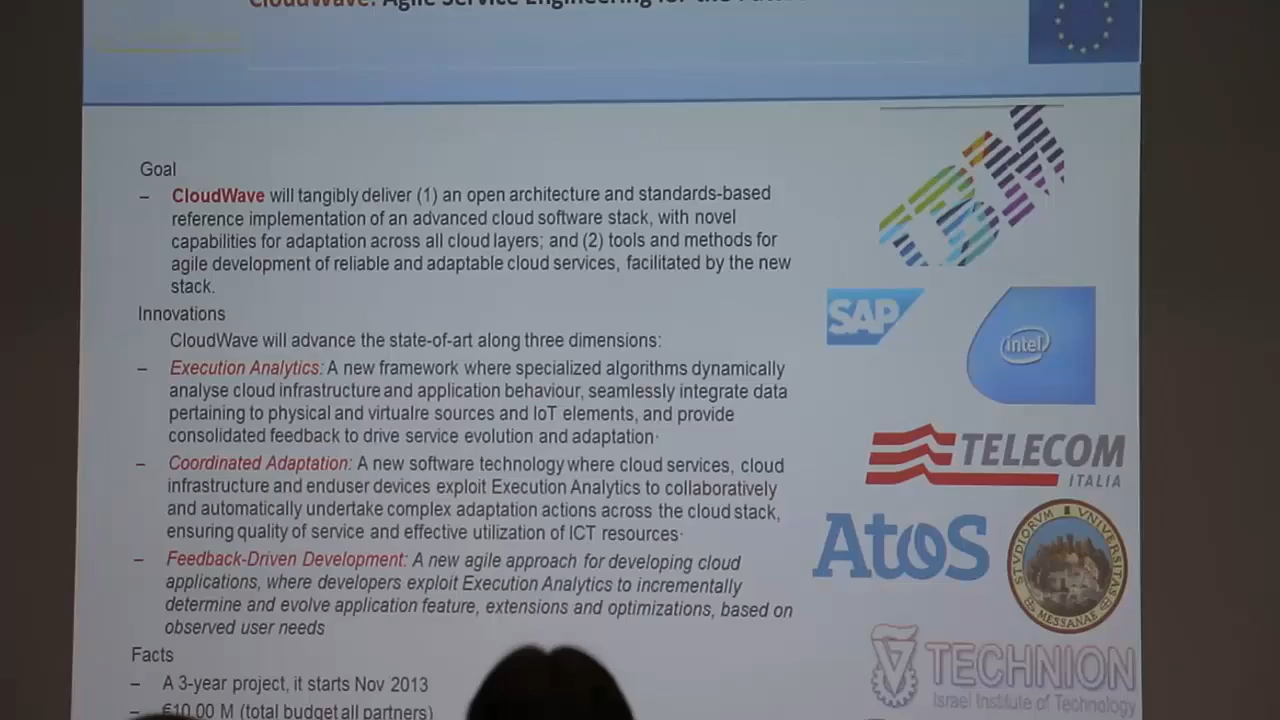 CloudWave: Agile Service Engineering for the
Goal
– CloudWave will tangibly deliver (1) an open architecture and standards-based
reference implementation of an advanced cloud software stack, with novel
capabilities for adaptation across all cloud layers; and (2) tools and methods for
agile development of reliable and adaptable cloud services, facilitated by the new
stack.
Innovations
CloudWave will advance the state-of-art along three dimensions:
– Execution Analytics: A new framework where specialized algorithms dynamically
analyse cloud infrastructure and application behaviour, seamlessly integrate data
pertaining to physical and virtualre sources and IoT elements, and provide
consolidated feedback to drive service evolution and adaptation·
– Coordinated Adaptation: A new software technology where cloud services, cloud
infrastructure and enduser devices exploit Execution Analytics to collaboratively
and automatically undertake complex adaptation actions across the cloud stack,
ensuring quality of service and effective utilization of ICT resources·
– Feedback-Driven Development: A new agile approach for developing cloud
applications, where developers exploit Execution Analytics to incrementally
determine and evolve application feature, extensions and optimizations, based on
observed user needs
Facts
– A 3-year project, it starts Nov 2013
– €10.00 M (total budget all partners)
IBM
SAP
intel
TELECOM
ITALIA
Atos
STVDIORVM VNIVERSITAS
MESSANAE
TECHNION
Israel Institute of Technology